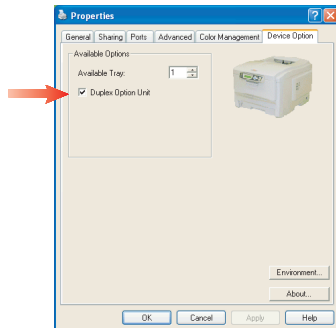 Properties
General Sharing Ports Advanced Color Management Device Option
Available Options
Available Tray: 1
Duplex Option Unit
Environment...
About...
OK Cancel Apply Help